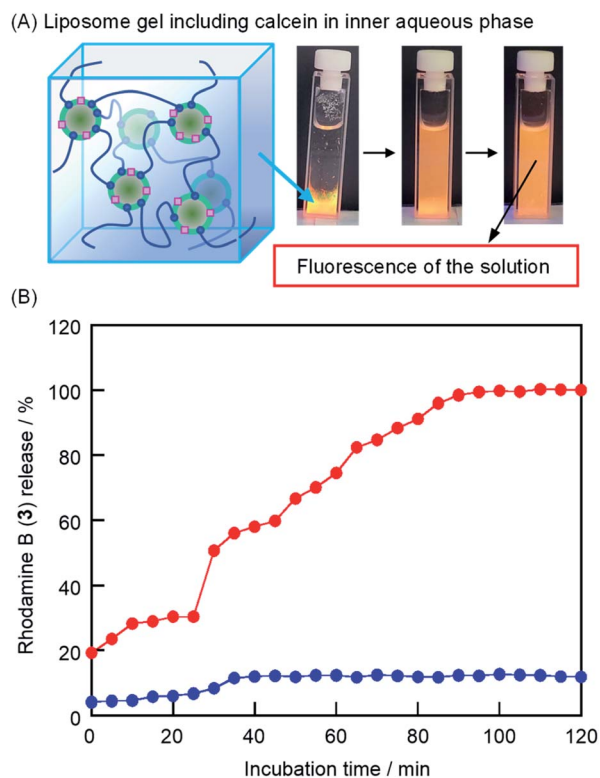 (A) Liposome gel including calcein in inner aqueous phase
Fluorescence of the solution
(B)
120
100
80
60
40
20
0
Rhodamine B (3) release / %
0 20 40 60 80 100 120
Incubation time / min